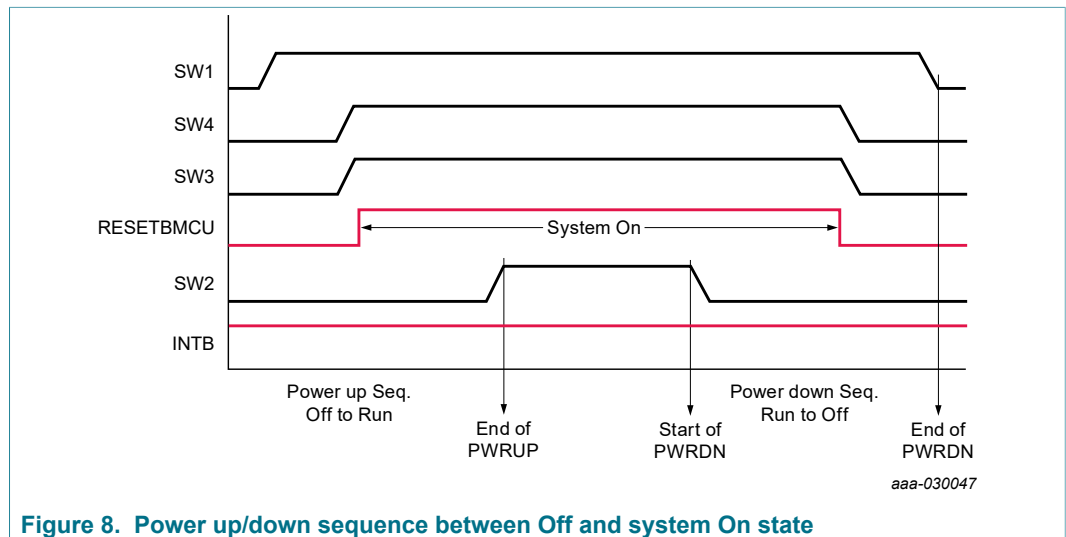 SW1
SW4
SW3
RESETBMCU
System On
SW2
INTB
Power up Seq.
Off to Run
End of
PWRUP
Start of
PWRDN
Power down Seq.
Run to Off
End of
PWRDN
aaa-030047
Figure 8. Power up/down sequence between Off and system On state